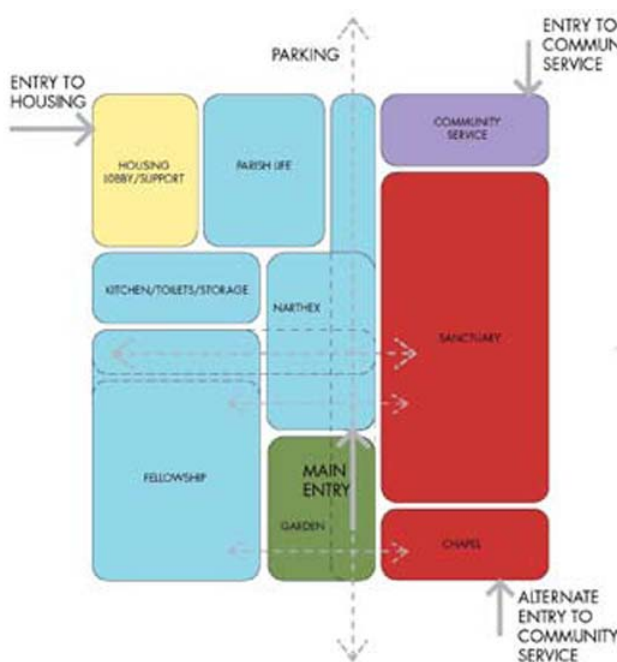 ENTRY TO
COMMUN
SERVICE
PARKING
ENTRY TO
HOUSING
COMMUNITY
SERVICE
HOUSING
LOBBY/SUPPORT
PARISH LIFE
KITCHEN/TOILETS/STORAGE
NARTHEX
SANCTUARY
MAIN
ENTRY
FELLOWSHIP
GARDEN
CHAPEL
ALTERNATE
ENTRY TO
COMMUNITY
SERVICE